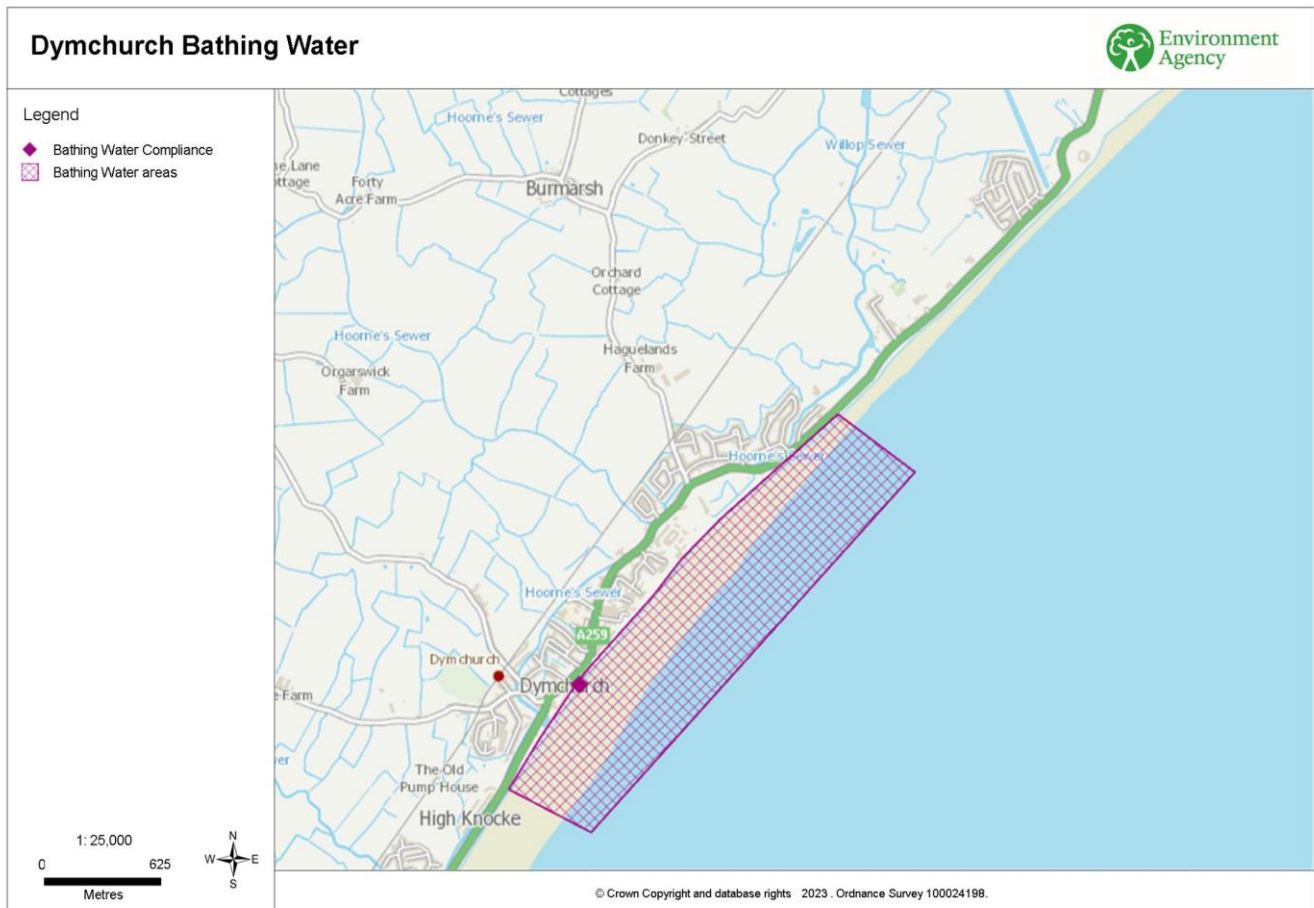 Dymchurch Bathing Water
Environment
Agency
Legend
Bathing Water Compliance
Bathing Water areas
Cottages
Hoorne's Sewer
Donkey Street
Willop Sewer
Forty
Acre Farm
Burmarsh
Orchard
Cottage
Hoorne's Sewer
Haguelands
Farm
Orgarswick
Farm
Hoorne's Sewer
Hoorne's Sewer
A259
Dymchurch
Dymchurch
Farm
The Old
Pump House
High Knocke
1: 25,000
0 625
Metres
N
W E
S
© Crown Copyright and database rights 2023 . Ordnance Survey 100024198.